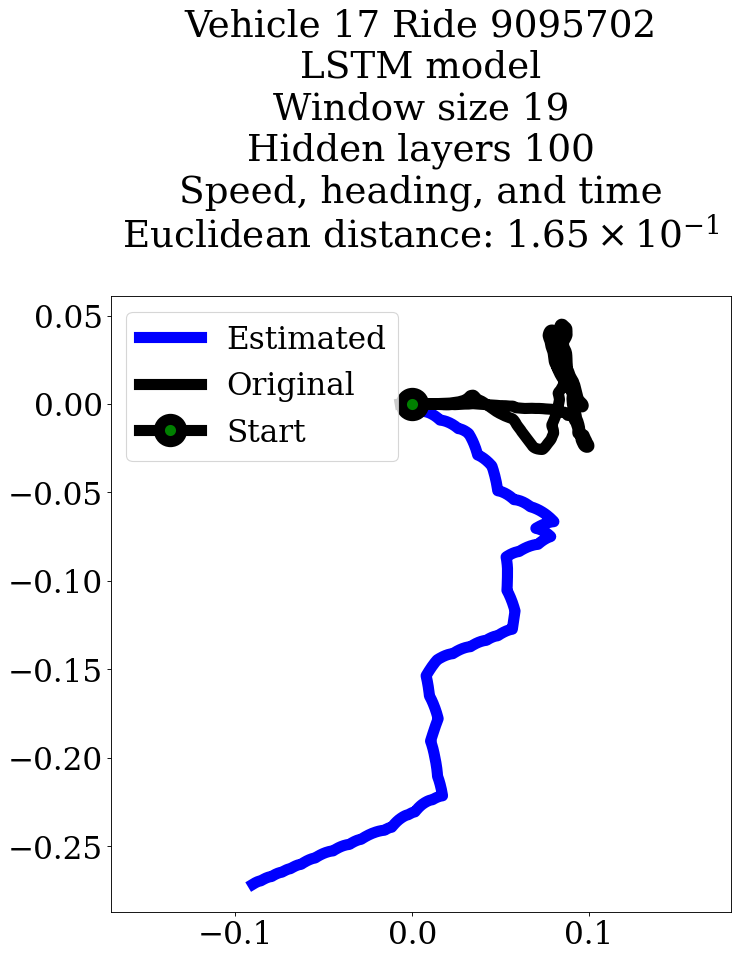 Vehicle 17 Ride 9095702
LSTM model
Window size 19
Hidden layers 100
Speed, heading, and time
Euclidean distance: 1.65 × 10⁻¹
Estimated
Original
Start
0.05
0.00
−0.05
−0.10
−0.15
−0.20
−0.25
−0.1 0.0 0.1